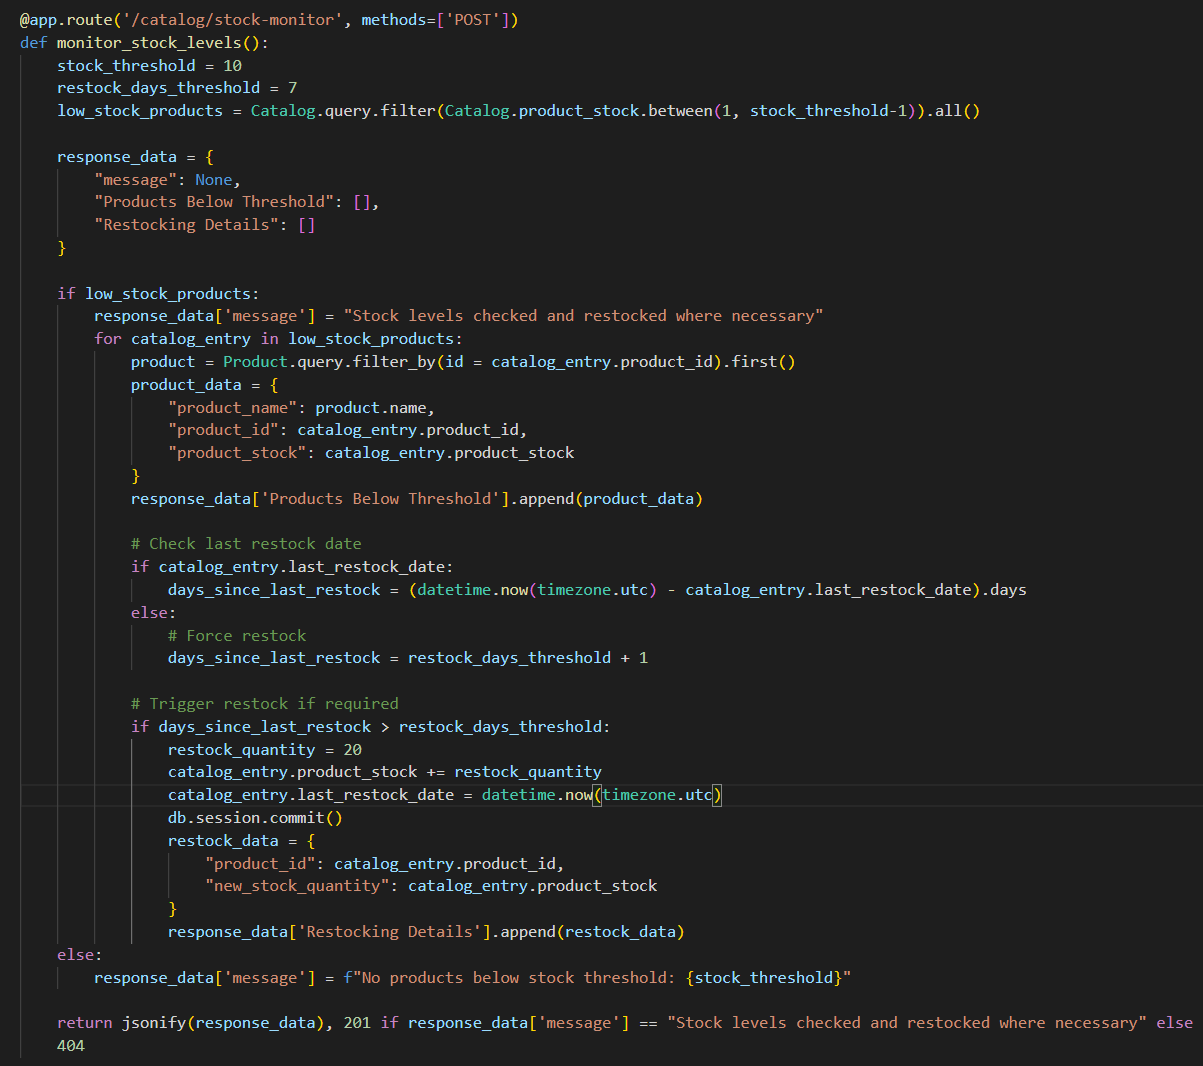 @app.route('/catalog/stock-monitor', methods=['POST'])
def monitor_stock_levels():
    stock_threshold = 10
    restock_days_threshold = 7
    low_stock_products = Catalog.query.filter(Catalog.product_stock.between(1, stock_threshold-1)).all()

    response_data = {
        "message": None,
        "Products Below Threshold": [],
        "Restocking Details": []
    }

    if low_stock_products:
        response_data['message'] = "Stock levels checked and restocked where necessary"
        for catalog_entry in low_stock_products:
            product = Product.query.filter_by(id = catalog_entry.product_id).first()
            product_data = {
                "product_name": product.name,
                "product_id": catalog_entry.product_id,
                "product_stock": catalog_entry.product_stock
            }
            response_data['Products Below Threshold'].append(product_data)

            # Check last restock date
            if catalog_entry.last_restock_date:
                days_since_last_restock = (datetime.now(timezone.utc) - catalog_entry.last_restock_date).days
            else:
                # Force restock
                days_since_last_restock = restock_days_threshold + 1

            # Trigger restock if required
            if days_since_last_restock > restock_days_threshold:
                restock_quantity = 20
                catalog_entry.product_stock += restock_quantity
                catalog_entry.last_restock_date = datetime.now(timezone.utc)
                db.session.commit()
                restock_data = {
                    "product_id": catalog_entry.product_id,
                    "new_stock_quantity": catalog_entry.product_stock
                }
                response_data['Restocking Details'].append(restock_data)
    else:
        response_data['message'] = f"No products below stock threshold: {stock_threshold}"

    return jsonify(response_data), 201 if response_data['message'] == "Stock levels checked and restocked where necessary" else
    404